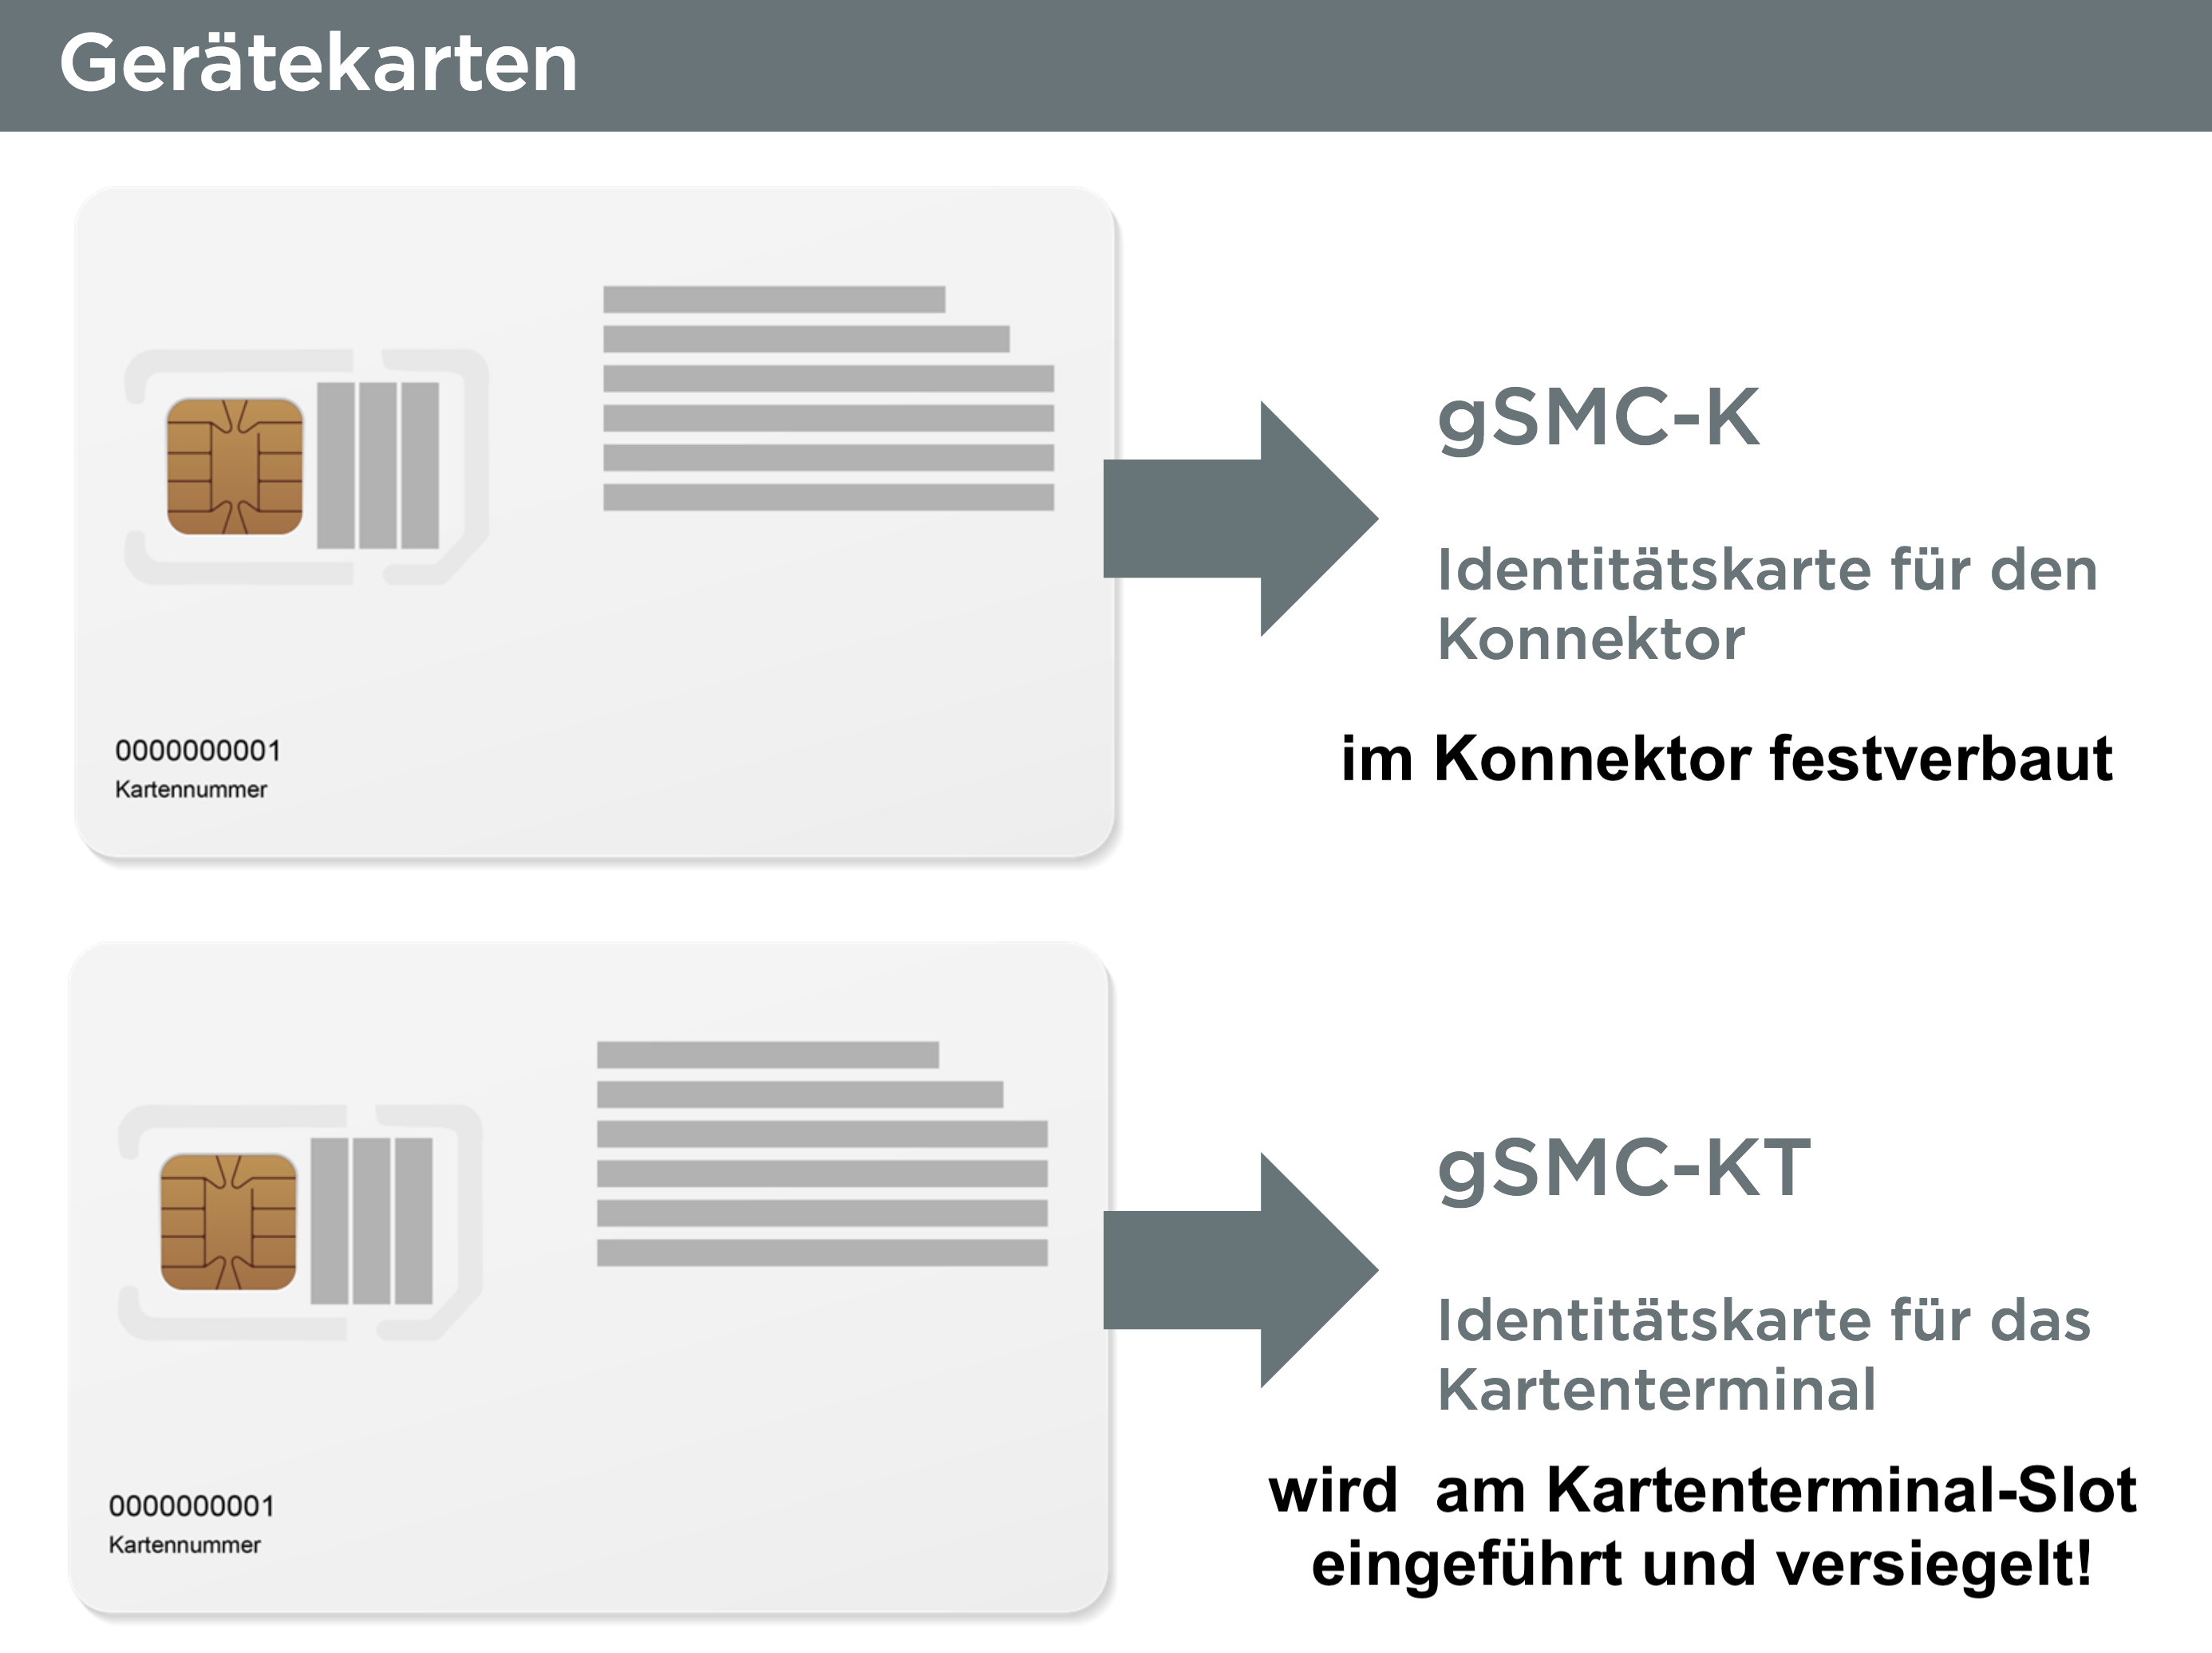 Gerätekarten
0000000001
Kartennummer
gSMC-K
Identitätskarte für den
Konnektor
im Konnektor festverbaut
0000000001
Kartennummer
gSMC-KT
Identitätskarte für das
Kartenterminal
wird  am Kartenterminal-Slot
eingeführt und versiegelt!